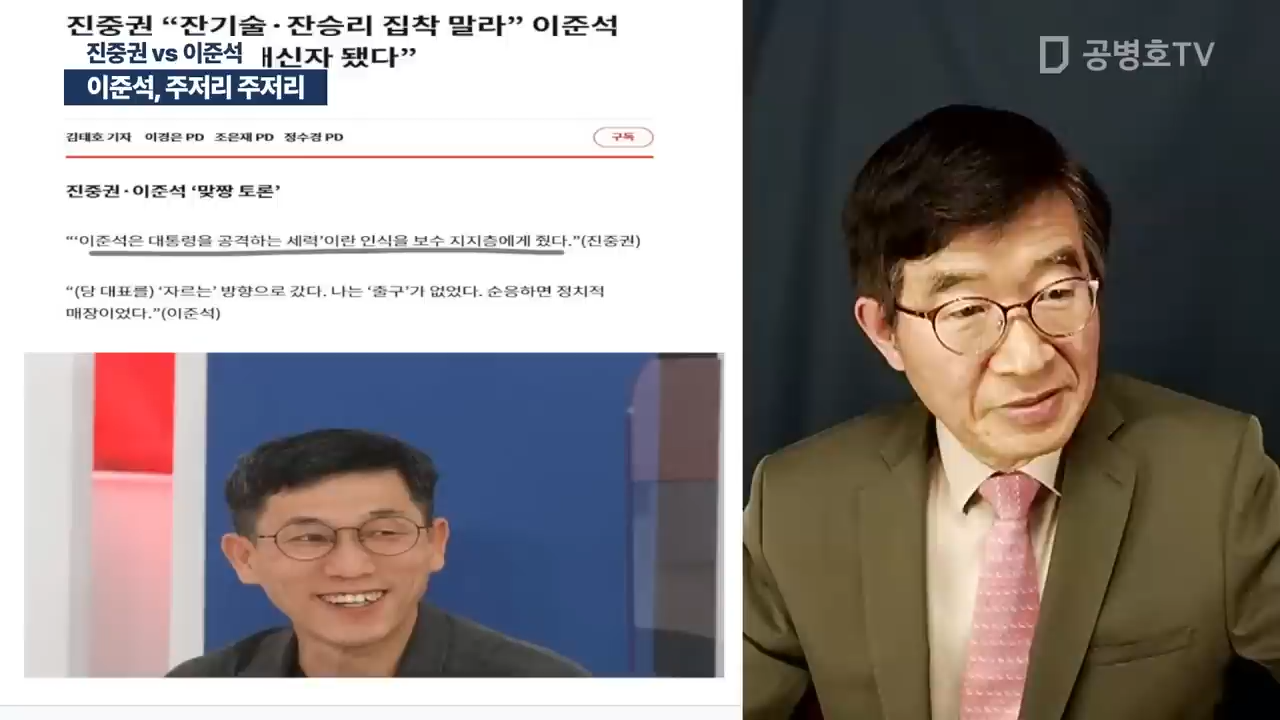 진중권 “잔기술·잔승리 집착 말라” 이준석
신자 됐다”
진중권 vs 이준석
이준석, 주저리 주저리
김태호 기자 이경은 PD 조은재 PD 정수경 PD
구독
진중권·이준석 ‘맞짱 토론’
“‘이준석은 대통령을 공격하는 세력’이란 인식을 보수 지지층에게 줬다.”(진중권)
“(당 대표를) ‘자르는’ 방향으로 갔다. 나는 ‘출구’가 없었다. 순응하면 정치적
매장이었다.”(이준석)
공병호TV